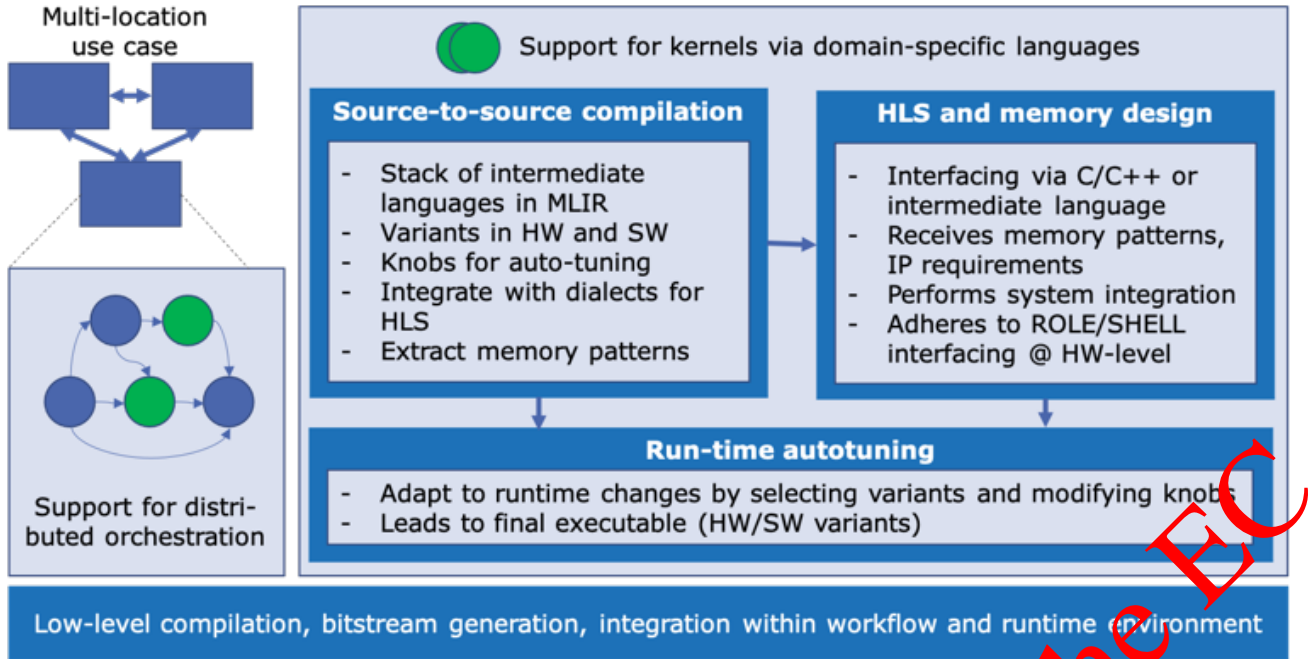 Multi-location
use case
Support for distri-
buted orchestration
Support for kernels via domain-specific languages
Source-to-source compilation
- Stack of intermediate
languages in MLIR
- Variants in HW and SW
- Knobs for auto-tuning
- Integrate with dialects for
HLS
- Extract memory patterns
HLS and memory design
- Interfacing via C/C++ or
intermediate language
- Receives memory patterns,
IP requirements
- Performs system integration
- Adheres to ROLE/SHELL
interfacing @ HW-level
Run-time autotuning
- Adapt to runtime changes by selecting variants and modifying knobs
- Leads to final executable (HW/SW variants)
Low-level compilation, bitstream generation, integration within workflow and runtime environment
he EC